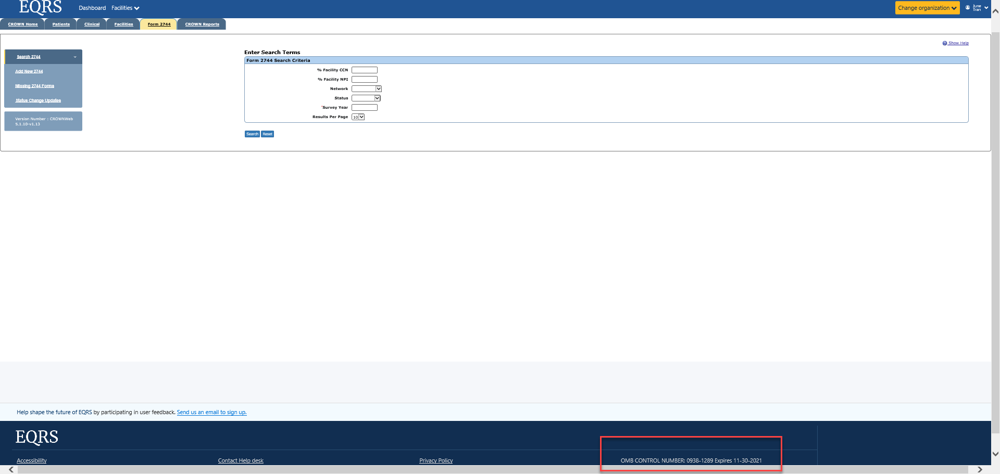 EQRS
Dashboard Facilities
Change organization
June
Tran
CROWN Home Patients Clinical Facilities Form 2744 CROWN Reports
Show Help
Search 2744
Add New 2744
Missing 2744 Forms
Status Change Updates
Version Number : CROWNWeb
5.1.10-v1.13
Enter Search Terms
Form 2744 Search Criteria
% Facility CCN
% Facility NPI
Network
Status
*Survey Year
Results Per Page 10
Search Reset
Help shape the future of EQRS by participating in user feedback. Send us an email to sign up.
EQRS
Accessibility Contact Help desk Privacy Policy OMB CONTROL NUMBER: 0938-1289 Expires 11-30-2021